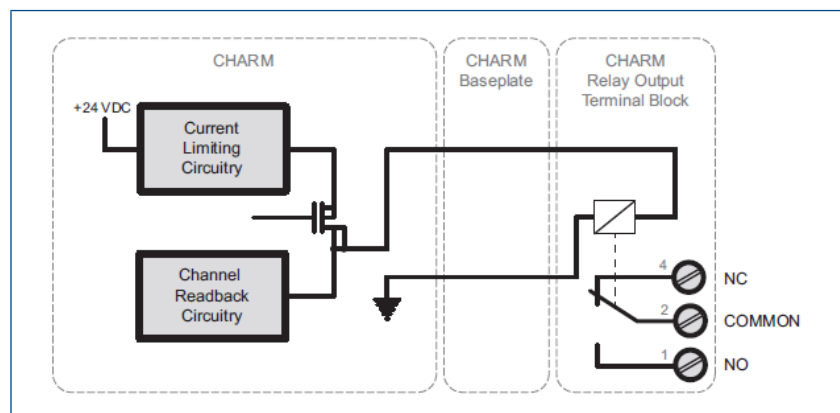 CHARM
CHARM
Baseplate
CHARM
Relay Output
Terminal Block
+24 VDC
Current
Limiting
Circuitry
Channel
Readback
Circuitry
4
NC
2
COMMON
1
NO